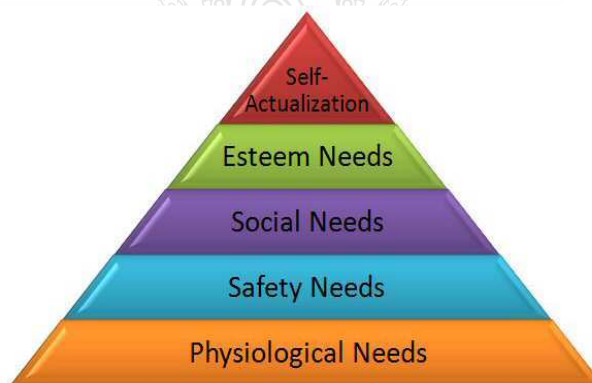 Self-
Actualization
Esteem Needs
Social Needs
Safety Needs
Physiological Needs